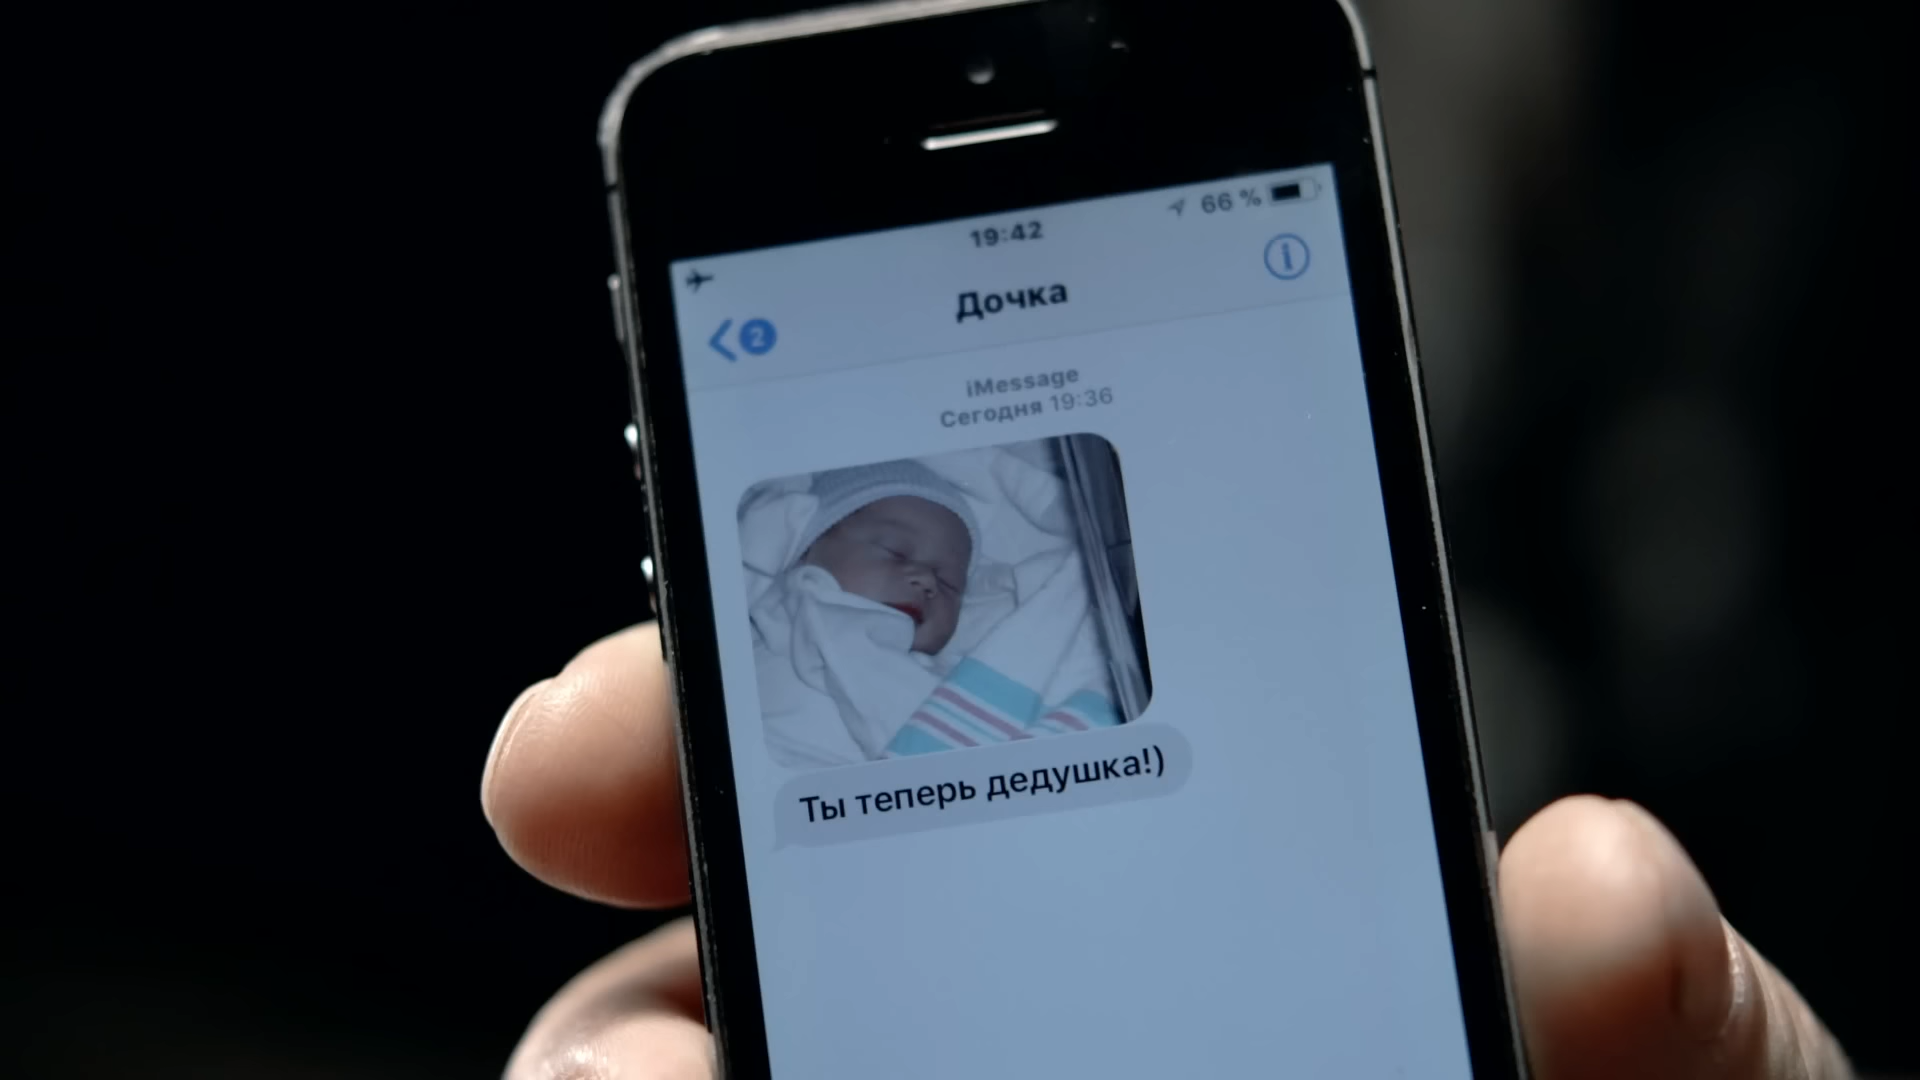 19:42
66 %
2
Дочка
iMessage
Сегодня 19:36
Ты теперь дедушка!)